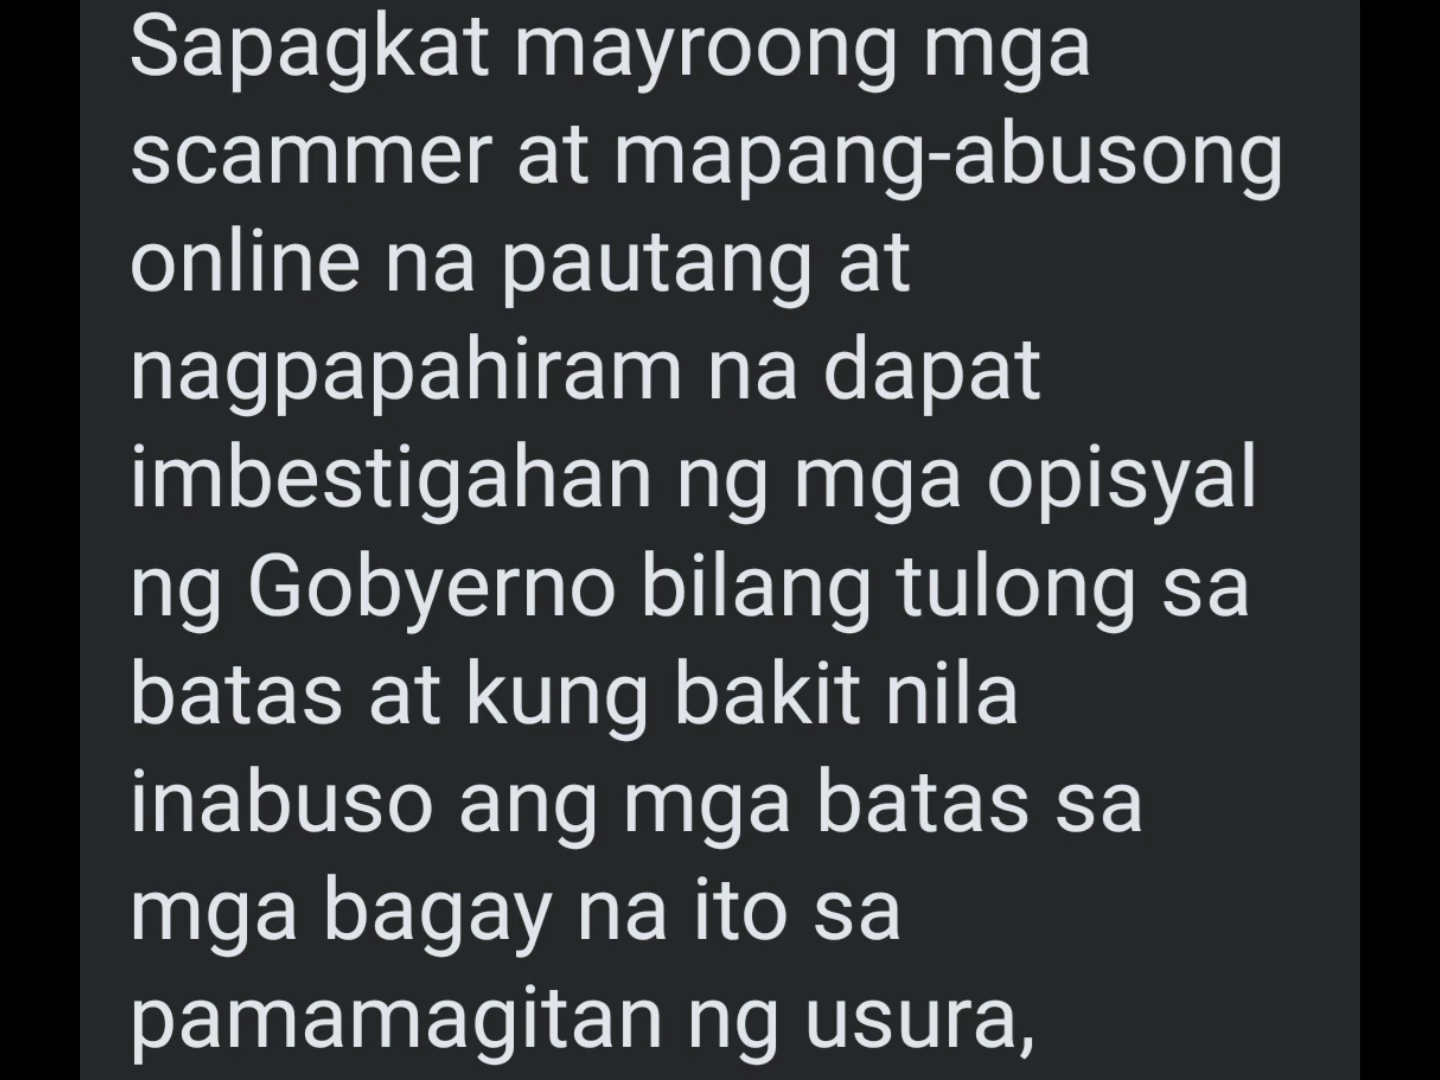 Sapagkat mayroong mga
scammer at mapang-abusong
online na pautang at
nagpapahiram na dapat
imbestigahan ng mga opisyal
ng Gobyerno bilang tulong sa
batas at kung bakit nila
inabuso ang mga batas sa
mga bagay na ito sa
pamamagitan ng usura,